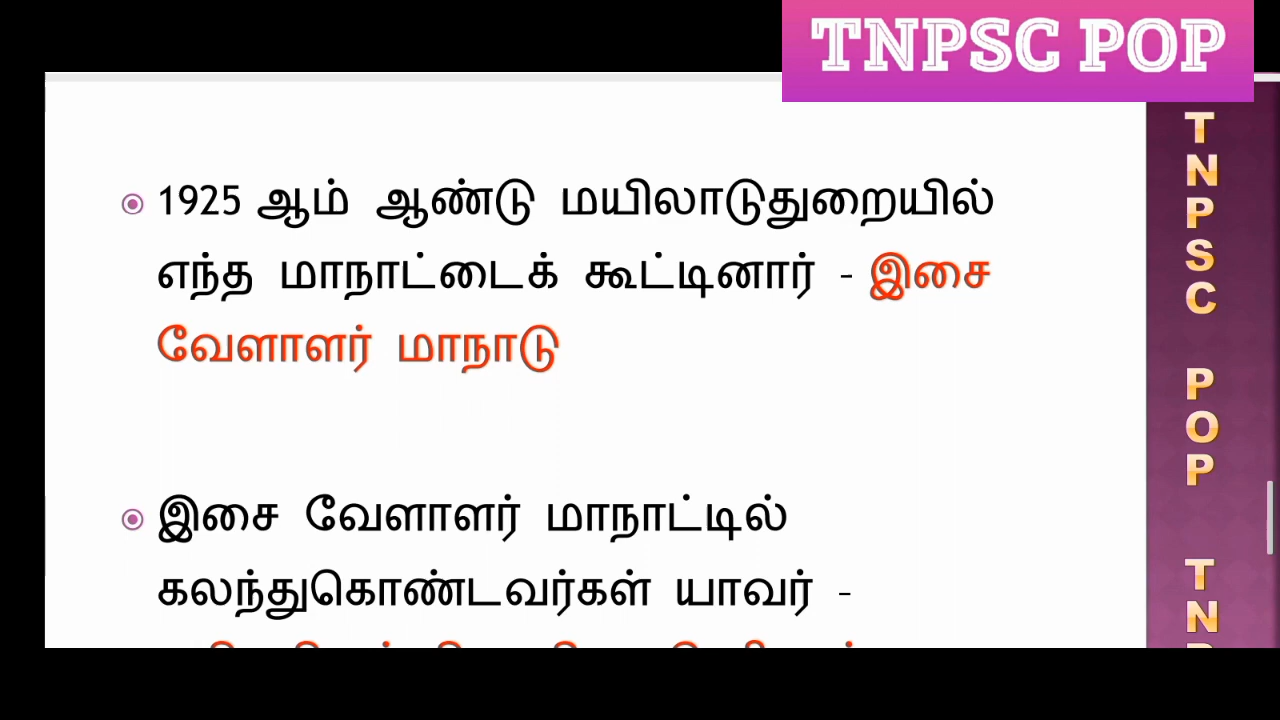 TNPSC POP
1925 ஆம் ஆண்டு மயிலாடுதுறையில்
எந்த மாநாட்டைக் கூட்டினார் - இசை
வேளாளர் மாநாடு
இசை வேளாளர் மாநாட்டில்
கலந்துகொண்டவர்கள் யாவர் -
TNPSC POP TN